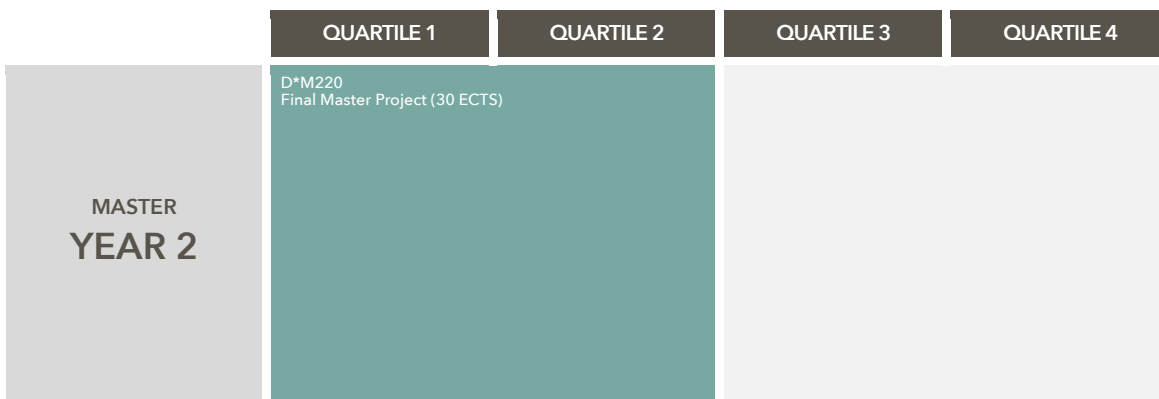 QUARTILE 1
QUARTILE 2
QUARTILE 3
QUARTILE 4
D*M220
Final Master Project (30 ECTS)
MASTER
YEAR 2